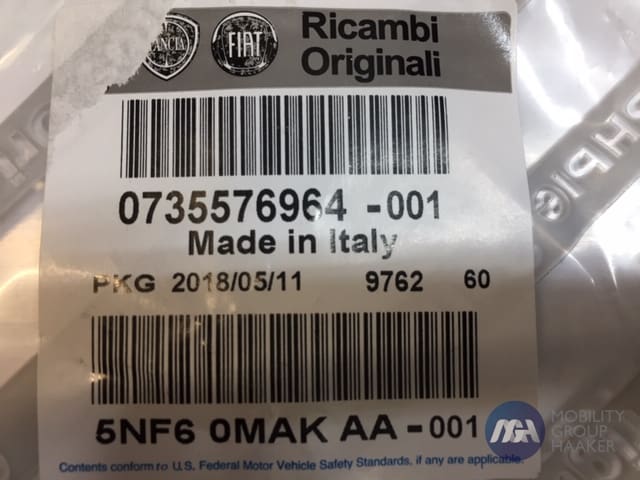 LANCIA FIAT Ricambi
Originali
0735576964 -001
Made in Italy
PKG 2018/05/11 9762 60
5NF6 0MAK AA -001
Contents conform to U.S. Federal Motor Vehicle Safety Standards, if any are applicable.
MGH MOBILITY
GROUP
HAAKER